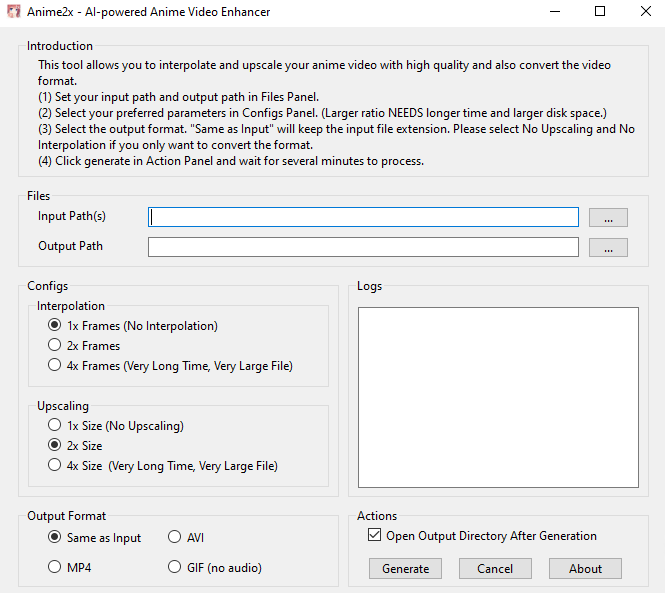 Anime2x - AI-powered Anime Video Enhancer
Introduction
This tool allows you to interpolate and upscale your anime video with high quality and also convert the video
format.
(1) Set your input path and output path in Files Panel.
(2) Select your preferred parameters in Configs Panel. (Larger ratio NEEDS longer time and larger disk space.)
(3) Select the output format. "Same as Input" will keep the input file extension. Please select No Upscaling and No
Interpolation if you only want to convert the format.
(4) Click generate in Action Panel and wait for several minutes to process.
Files
Input Path(s)
...
Output Path
...
Configs
Interpolation
1x Frames (No Interpolation)
2x Frames
4x Frames (Very Long Time, Very Large File)
Upscaling
1x Size (No Upscaling)
2x Size
4x Size (Very Long Time, Very Large File)
Logs
Output Format
Same as Input
AVI
MP4
GIF (no audio)
Actions
Open Output Directory After Generation
Generate
Cancel
About